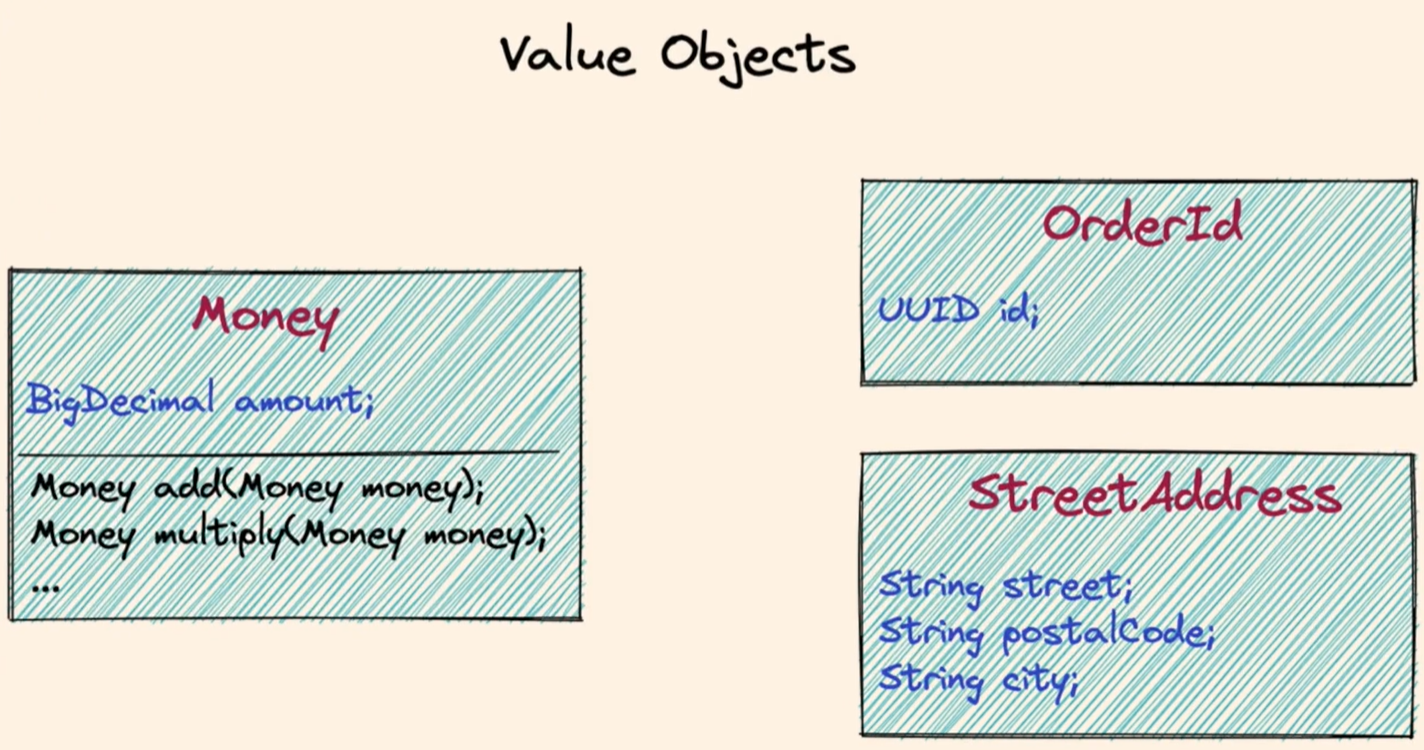 Value Objects
Money
BigDecimal amount;
Money add(Money money);
Money multiply(Money money);
...
OrderId
UUID id;
StreetAddress
String street;
String postalCode;
String city;